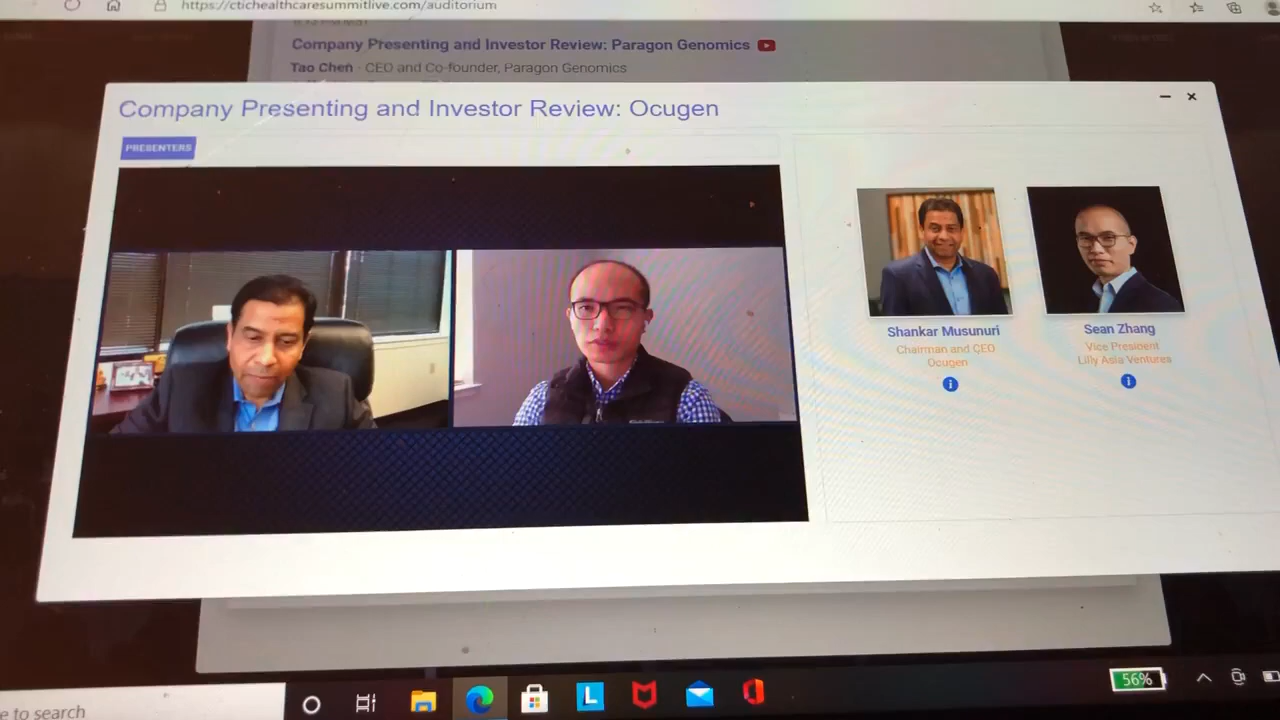 https://ctichealthcaresummitlive.com/auditorium
Company Presenting and Investor Review: Paragon Genomics
Tao Chen - CEO and Co-founder, Paragon Genomics
Company Presenting and Investor Review: Ocugen
PRESENTERS
Shankar Musunuri
Chairman and CEO
Ocugen
Sean Zhang
Vice President
Lilly Asia Ventures
e to search
L
56%